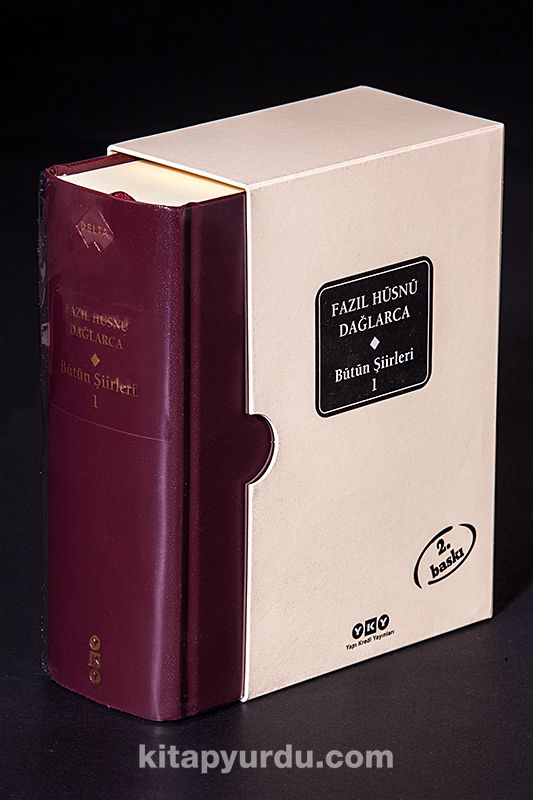 DELTA
FAZIL HÜSNÜ
DAĞLARCA
Bütün Şiirleri
1
YKY
FAZIL HÜSNÜ
DAĞLARCA
Bütün Şiirleri
1
2.
baskı
YKY
Yapı Kredi Yayınları
kitapyurdu.com